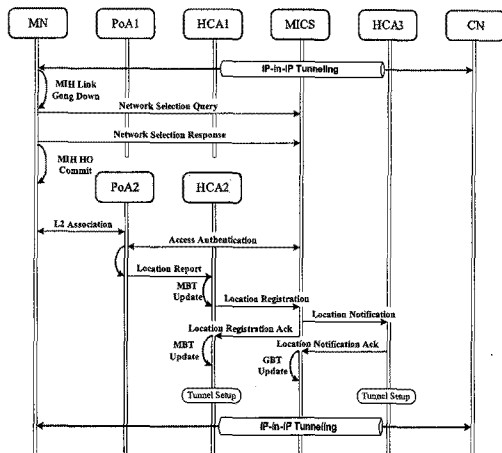 MN PoA1 HCA1 MICS HCA3 CN
IP-in-IP Tunneling
MIH Link
Geng Down
Network Selection Query
Network Selection Response
MIH HO
Commit
PoA2 HCA2
L2 Association
Access Authentication
Location Report
MBT
Update
Location Registration
Location Notification
Location Registration Ack
Location Notification Ack
MBT
Update
GBT
Update
Tunnel Setup
Tunnel Setup
IP-in-IP Tunneling